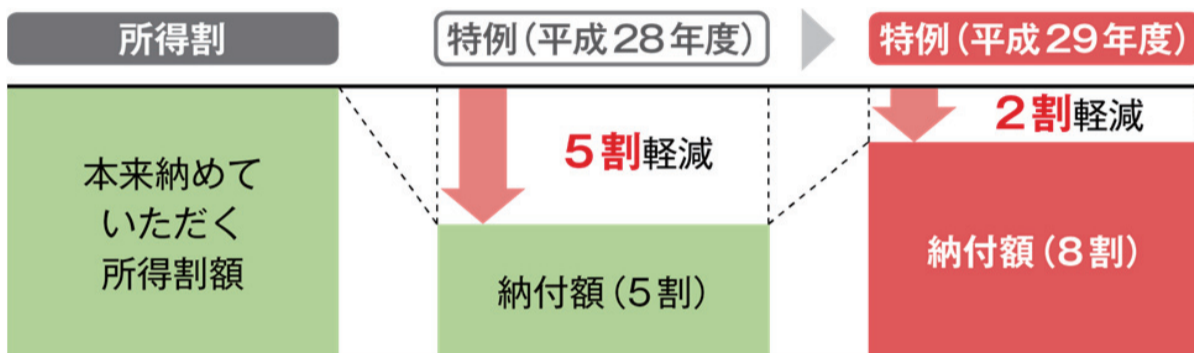 所得割
特例(平成28年度)
特例(平成29年度)
本来納めて
いただく
所得割額
5割軽減
納付額(5割)
2割軽減
納付額(8割)